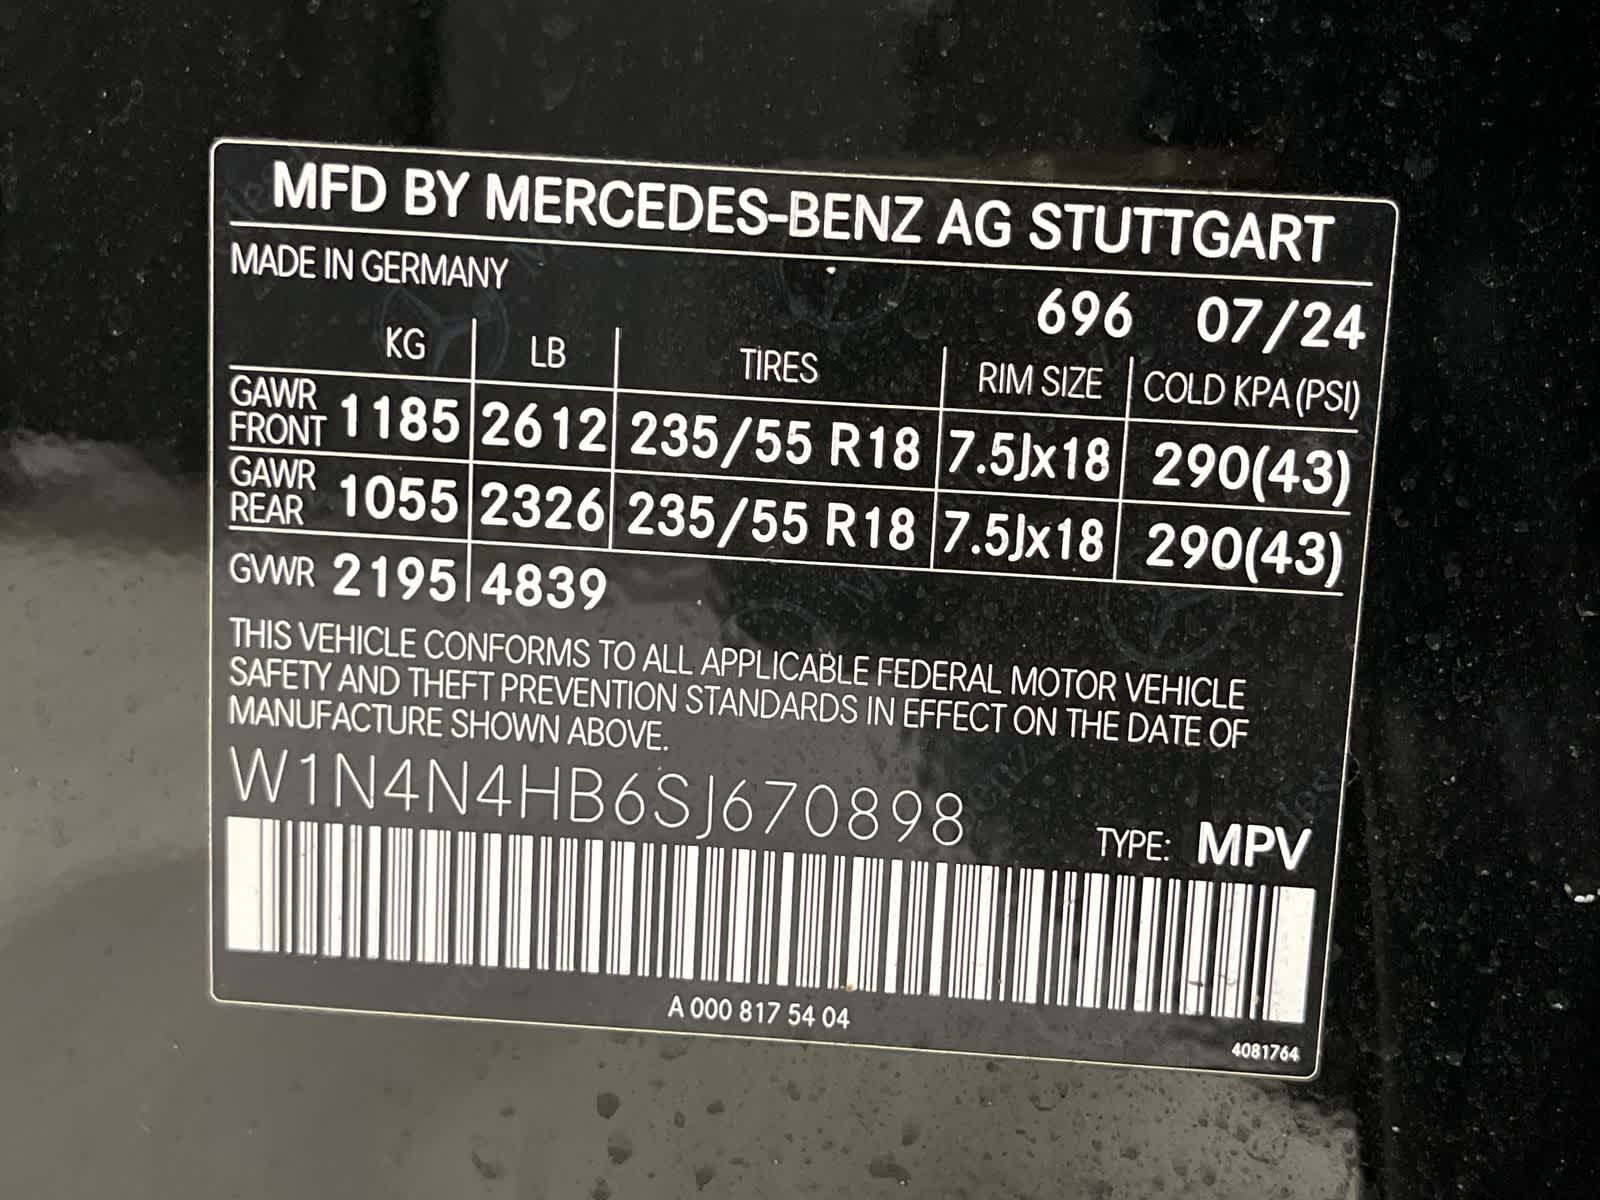 MFD BY MERCEDES-BENZ AG STUTTGART
MADE IN GERMANY
696 07/24
KG LB TIRES RIM SIZE COLD KPA (PSI)
GAWR FRONT 1185 2612 235/55 R18 7.5Jx18 290(43)
GAWR REAR 1055 2326 235/55 R18 7.5Jx18 290(43)
GVWR 2195 4839
THIS VEHICLE CONFORMS TO ALL APPLICABLE FEDERAL MOTOR VEHICLE
SAFETY AND THEFT PREVENTION STANDARDS IN EFFECT ON THE DATE OF
MANUFACTURE SHOWN ABOVE.
W1N4N4HB6SJ670898
TYPE: MPV
A 000 817 54 04
4081764